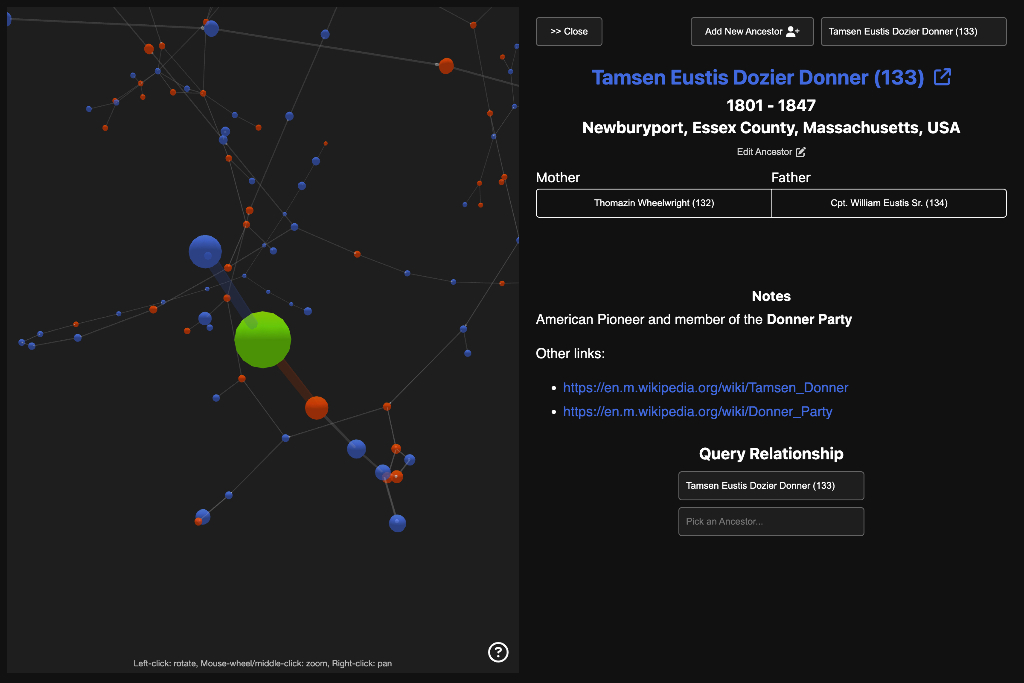 >> Close
Add New Ancestor
Tamsen Eustis Dozier Donner (133)
Tamsen Eustis Dozier Donner (133)
1801 - 1847
Newburyport, Essex County, Massachusetts, USA
Edit Ancestor
Mother
Father
Thomazin Wheelwright (132)
Cpt. William Eustis Sr. (134)
Notes
American Pioneer and member of the Donner Party
Other links:
• https://en.m.wikipedia.org/wiki/Tamsen_Donner
• https://en.m.wikipedia.org/wiki/Donner_Party
Query Relationship
Tamsen Eustis Dozier Donner (133)
Pick an Ancestor...
?
Left-click: rotate, Mouse-wheel/middle-click: zoom, Right-click: pan